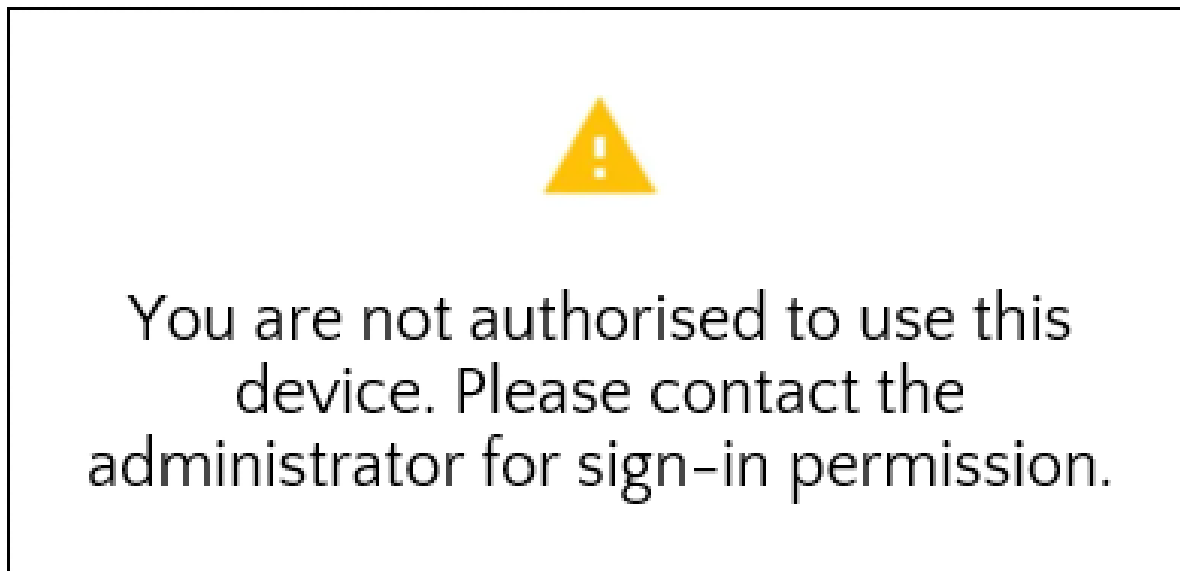 You are not authorised to use this
device. Please contact the
administrator for sign-in permission.